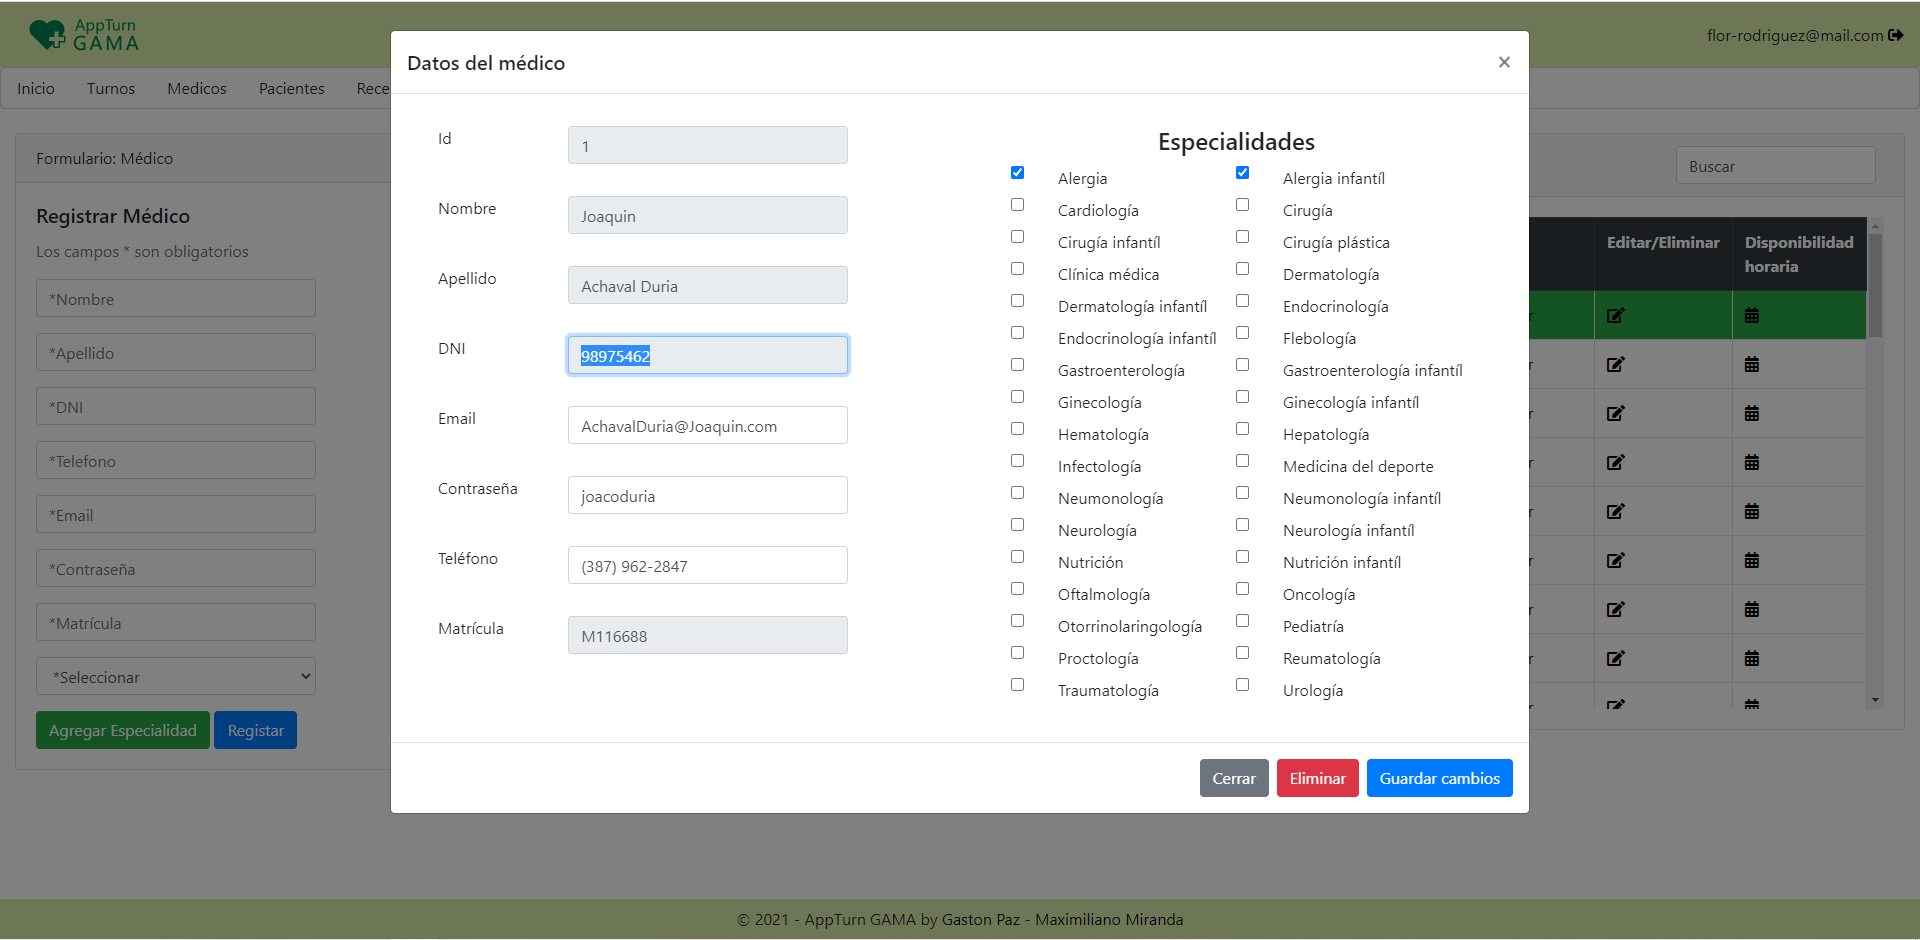 AppTurn
GAMA
flor-rodriguez@mail.com
Inicio Turnos Medicos Pacientes Rece
Datos del médico
×
Formulario: Médico
Registrar Médico
Los campos * son obligatorios
*Nombre
*Apellido
*DNI
*Telefono
*Email
*Contraseña
*Matrícula
*Seleccionar
Agregar Especialidad Registar
Id 1
Nombre Joaquin
Apellido Achaval Duria
DNI 98975462
Email AchavalDuria@Joaquin.com
Contraseña joacoduria
Teléfono (387) 962-2847
Matrícula M116688
Especialidades
Alergia Alergia infantíl
Cardiología Cirugía
Cirugía infantíl Cirugía plástica
Clínica médica Dermatología
Dermatología infantíl Endocrinología
Endocrinología infantíl Flebología
Gastroenterología Gastroenterología infantíl
Ginecología Ginecología infantíl
Hematología Hepatología
Infectología Medicina del deporte
Neumonología Neumonología infantíl
Neurología Neurología infantíl
Nutrición Nutrición infantíl
Oftalmología Oncología
Otorrinolaringología Pediatría
Proctología Reumatología
Traumatología Urología
Cerrar Eliminar Guardar cambios
Buscar
Editar/Eliminar Disponibilidad
horaria
r
r
r
r
r
r
r
r
r
© 2021 - AppTurn GAMA by Gaston Paz - Maximiliano Miranda